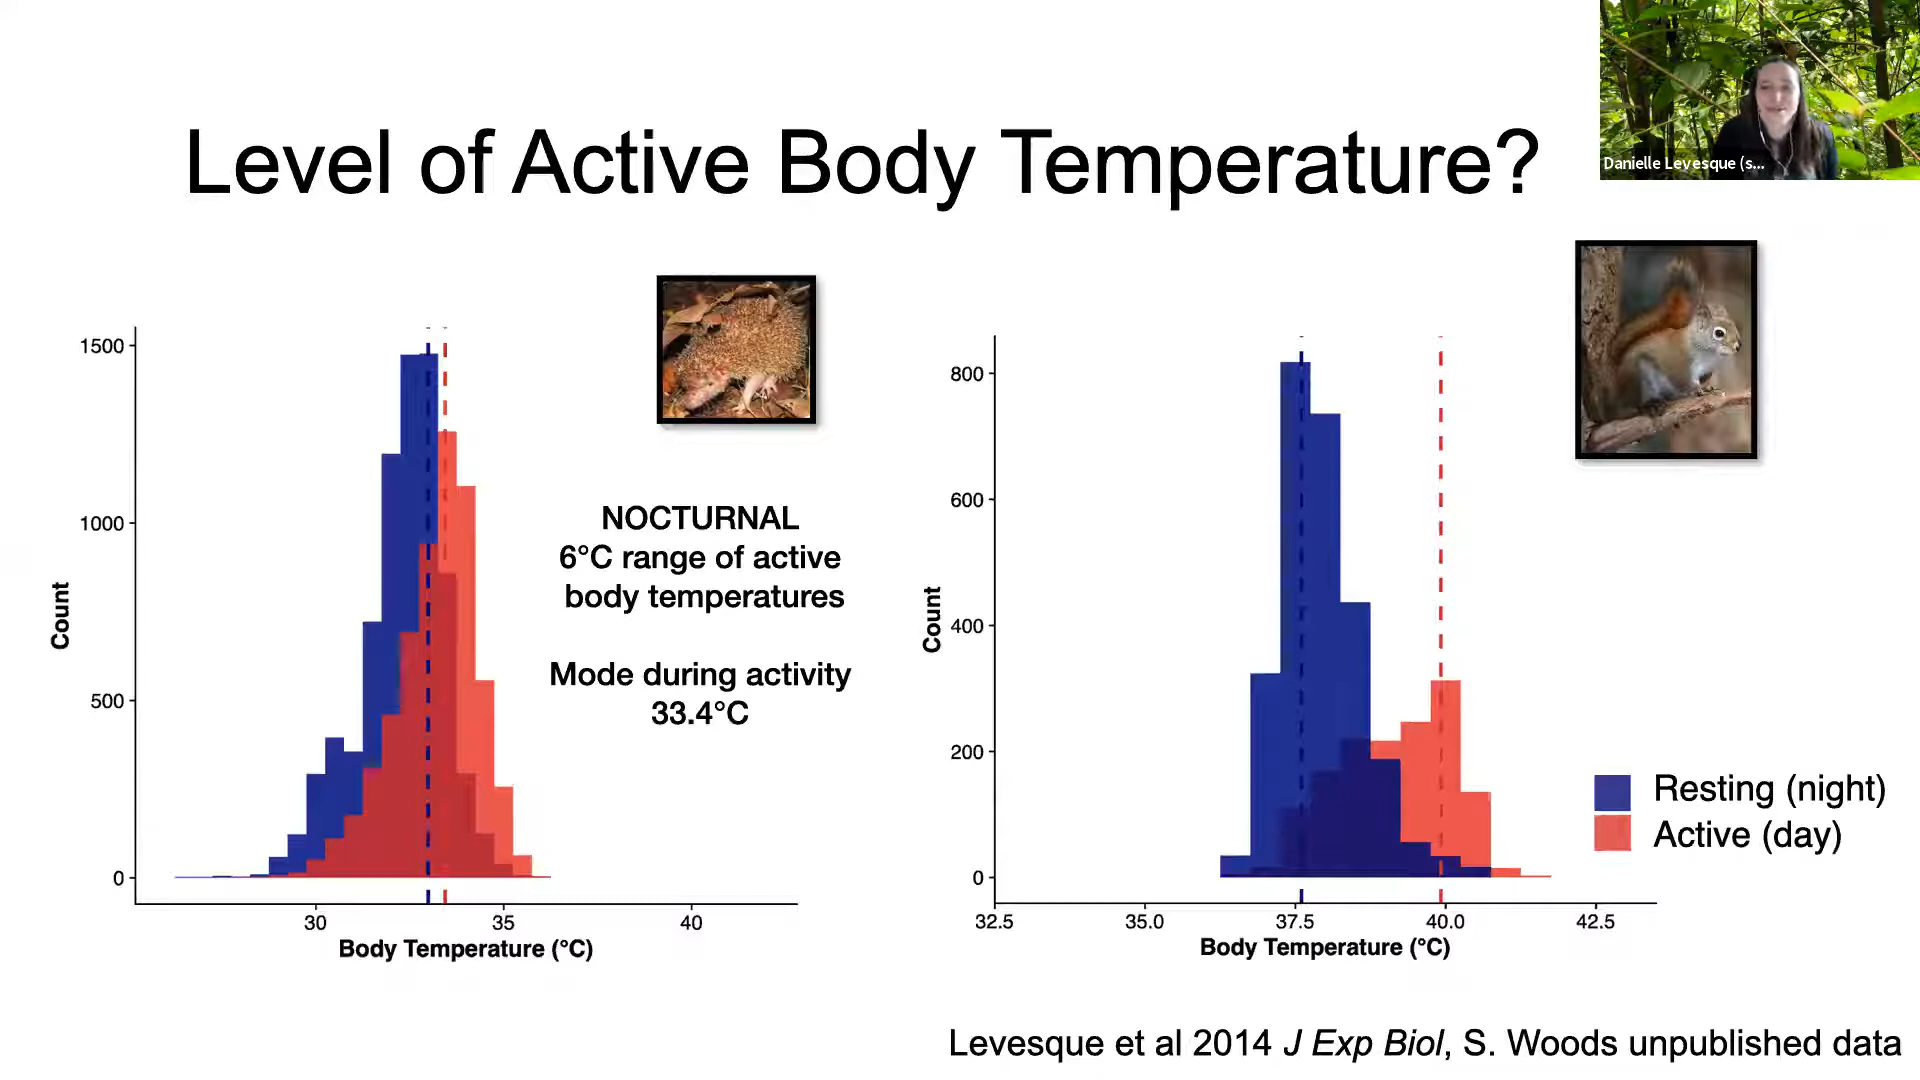 Level of Active Body Temperature?
Danielle Levesque (s...
1500
1000
500
0
Count
30
35
40
Body Temperature (°C)
NOCTURNAL
6°C range of active
body temperatures
Mode during activity
33.4°C
800
600
400
200
0
Count
32.5
35.0
37.5
40.0
42.5
Body Temperature (°C)
Resting (night)
Active (day)
Levesque et al 2014 J Exp Biol, S. Woods unpublished data